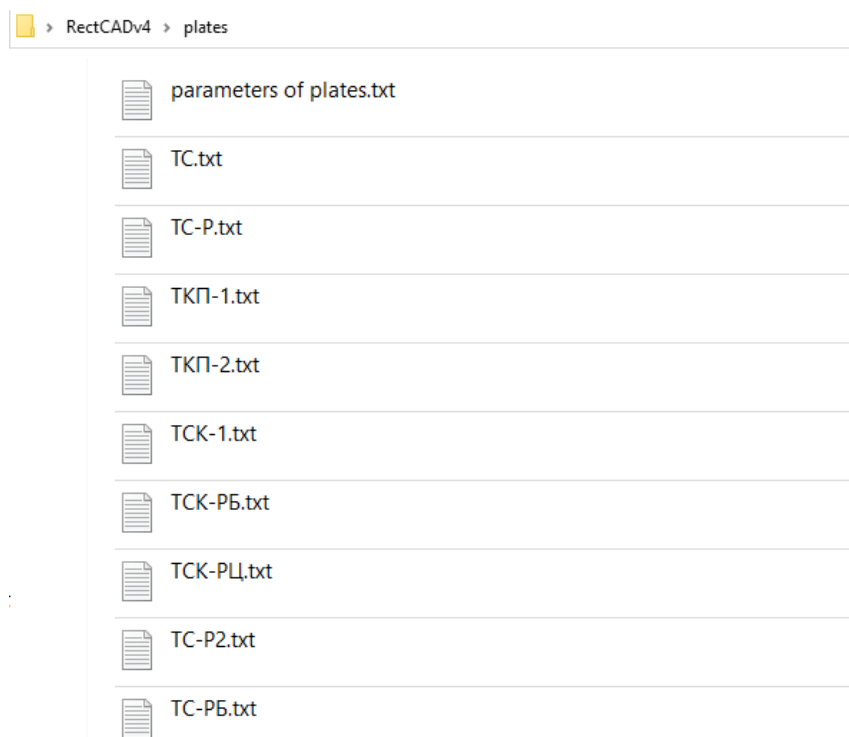 RectCADv4 > plates
parameters of plates.txt
ТС.txt
ТС-Р.txt
ТКП-1.txt
ТКП-2.txt
ТСК-1.txt
ТСК-РБ.txt
ТСК-РЦ.txt
ТС-Р2.txt
ТС-РБ.txt